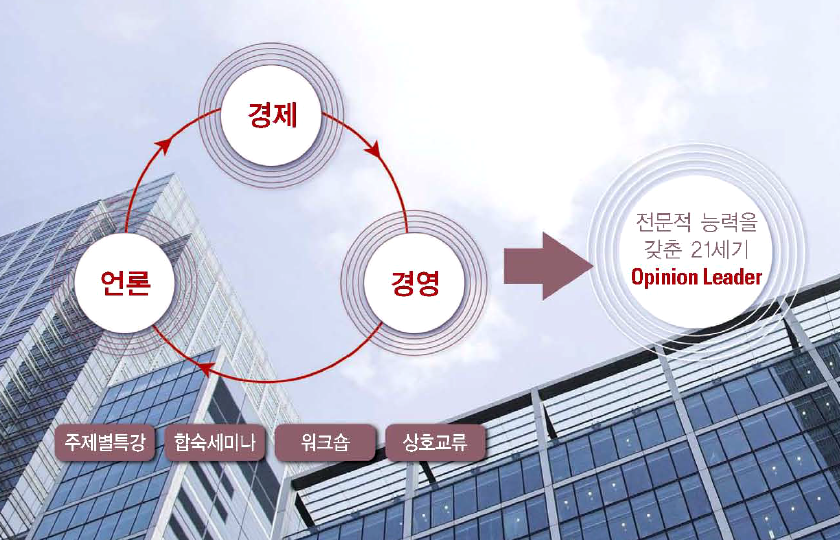 경제
언론
경영
전문적 능력을
갖춘 21세기
Opinion Leader
주제별특강
합숙세미나
워크숍
상호교류